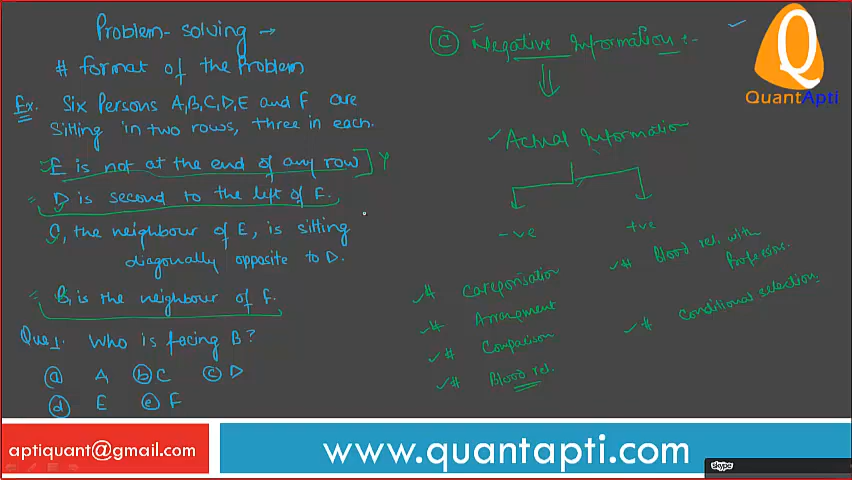 Problem-solving →
# format of the Problem
Ex. Six Persons A,B,C,D,E and F are
Sitting in two rows, three in each.
E is not at the end of any row
D is second to the left of F.
C, the neighbour of E, is sitting
diagonally opposite to D.
B, is the neighbour of F.
Ques1. Who is facing B?
(a) A (b) C (c) D
(d) E (e) F
(C) Negative Information :-
Actual Information
-ve +ve
# Categorisation
# Arrangment
# Comparison
# Blood rel.
# Blood rel. with
Profession.
# Conditional selection.
QuantApti
aptiquant@gmail.com
www.quantapti.com
skype